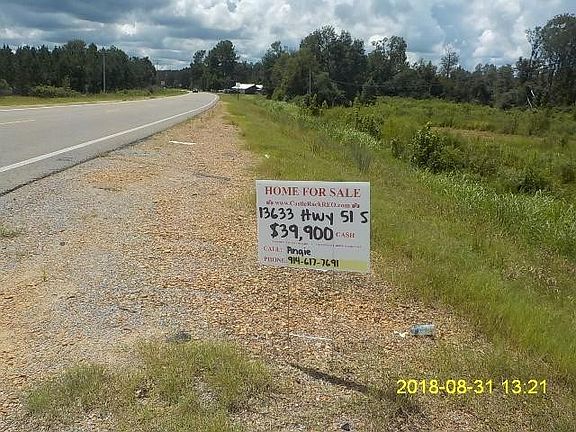 HOME FOR SALE
www.CastleRockREO.com
13633 Hwy 51 S
$39,900 CASH
CALL: Angie
PHONE: 914-617-7691
2018-08-31 13:21